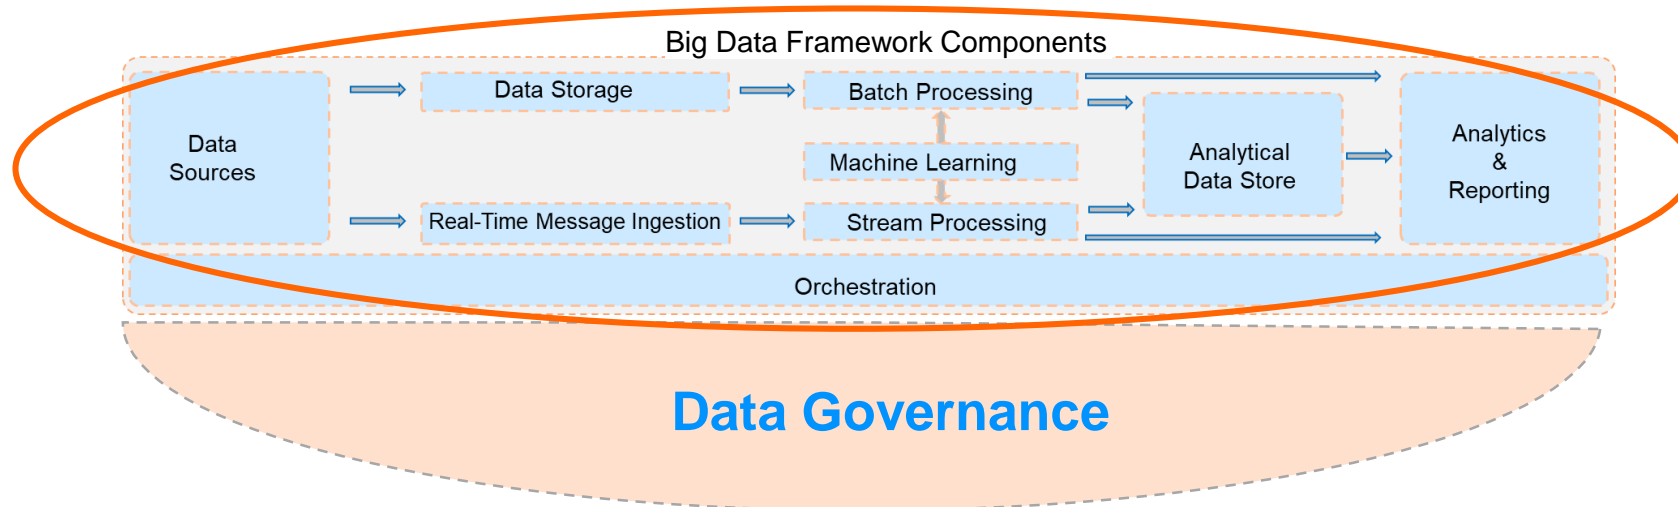 Big Data Framework Components
Data
Sources
Data Storage
Real-Time Message Ingestion
Batch Processing
Machine Learning
Stream Processing
Analytical
Data Store
Analytics
&
Reporting
Orchestration
Data Governance